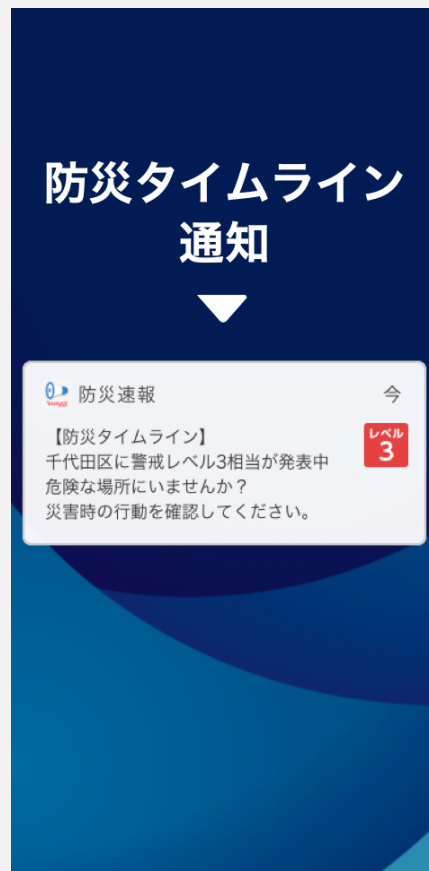 防災タイムライン
通知
防災速報
今
【防災タイムライン】
千代田区に警戒レベル3相当が発表中
危険な場所にいませんか？
災害時の行動を確認してください。
レベル
3